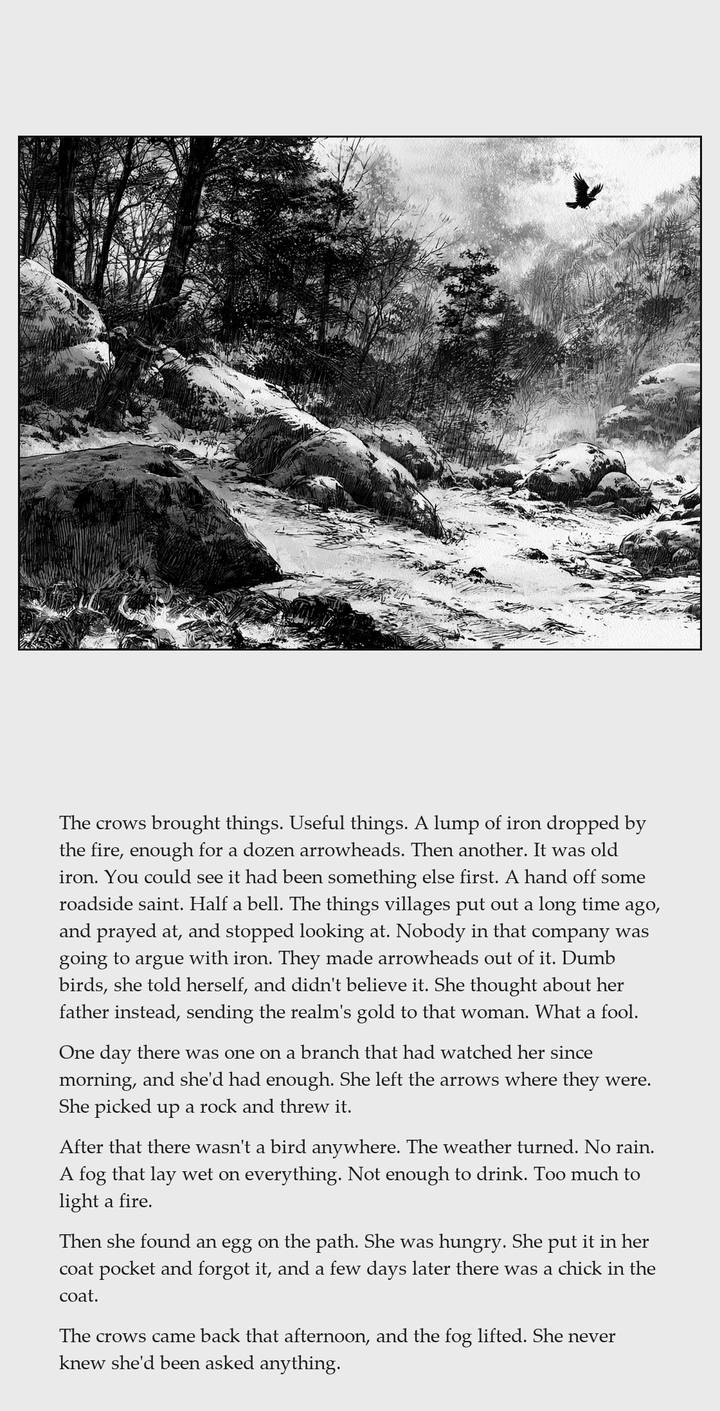 The crows brought things. Useful things. A lump of iron dropped by
the fire, enough for a dozen arrowheads. Then another. It was old
iron. You could see it had been something else first. A hand off some
roadside saint. Half a bell. The things villages put out a long time ago,
and prayed at, and stopped looking at. Nobody in that company was
going to argue with iron. They made arrowheads out of it. Dumb
birds, she told herself, and didn't believe it. She thought about her
father instead, sending the realm's gold to that woman. What a fool.
One day there was one on a branch that had watched her since
morning, and she'd had enough. She left the arrows where they were.
She picked up a rock and threw it.
After that there wasn't a bird anywhere. The weather turned. No rain.
A fog that lay wet on everything. Not enough to drink. Too much to
light a fire.
Then she found an egg on the path. She was hungry. She put it in her
coat pocket and forgot it, and a few days later there was a chick in the
coat.
The crows came back that afternoon, and the fog lifted. She never
knew she'd been asked anything.